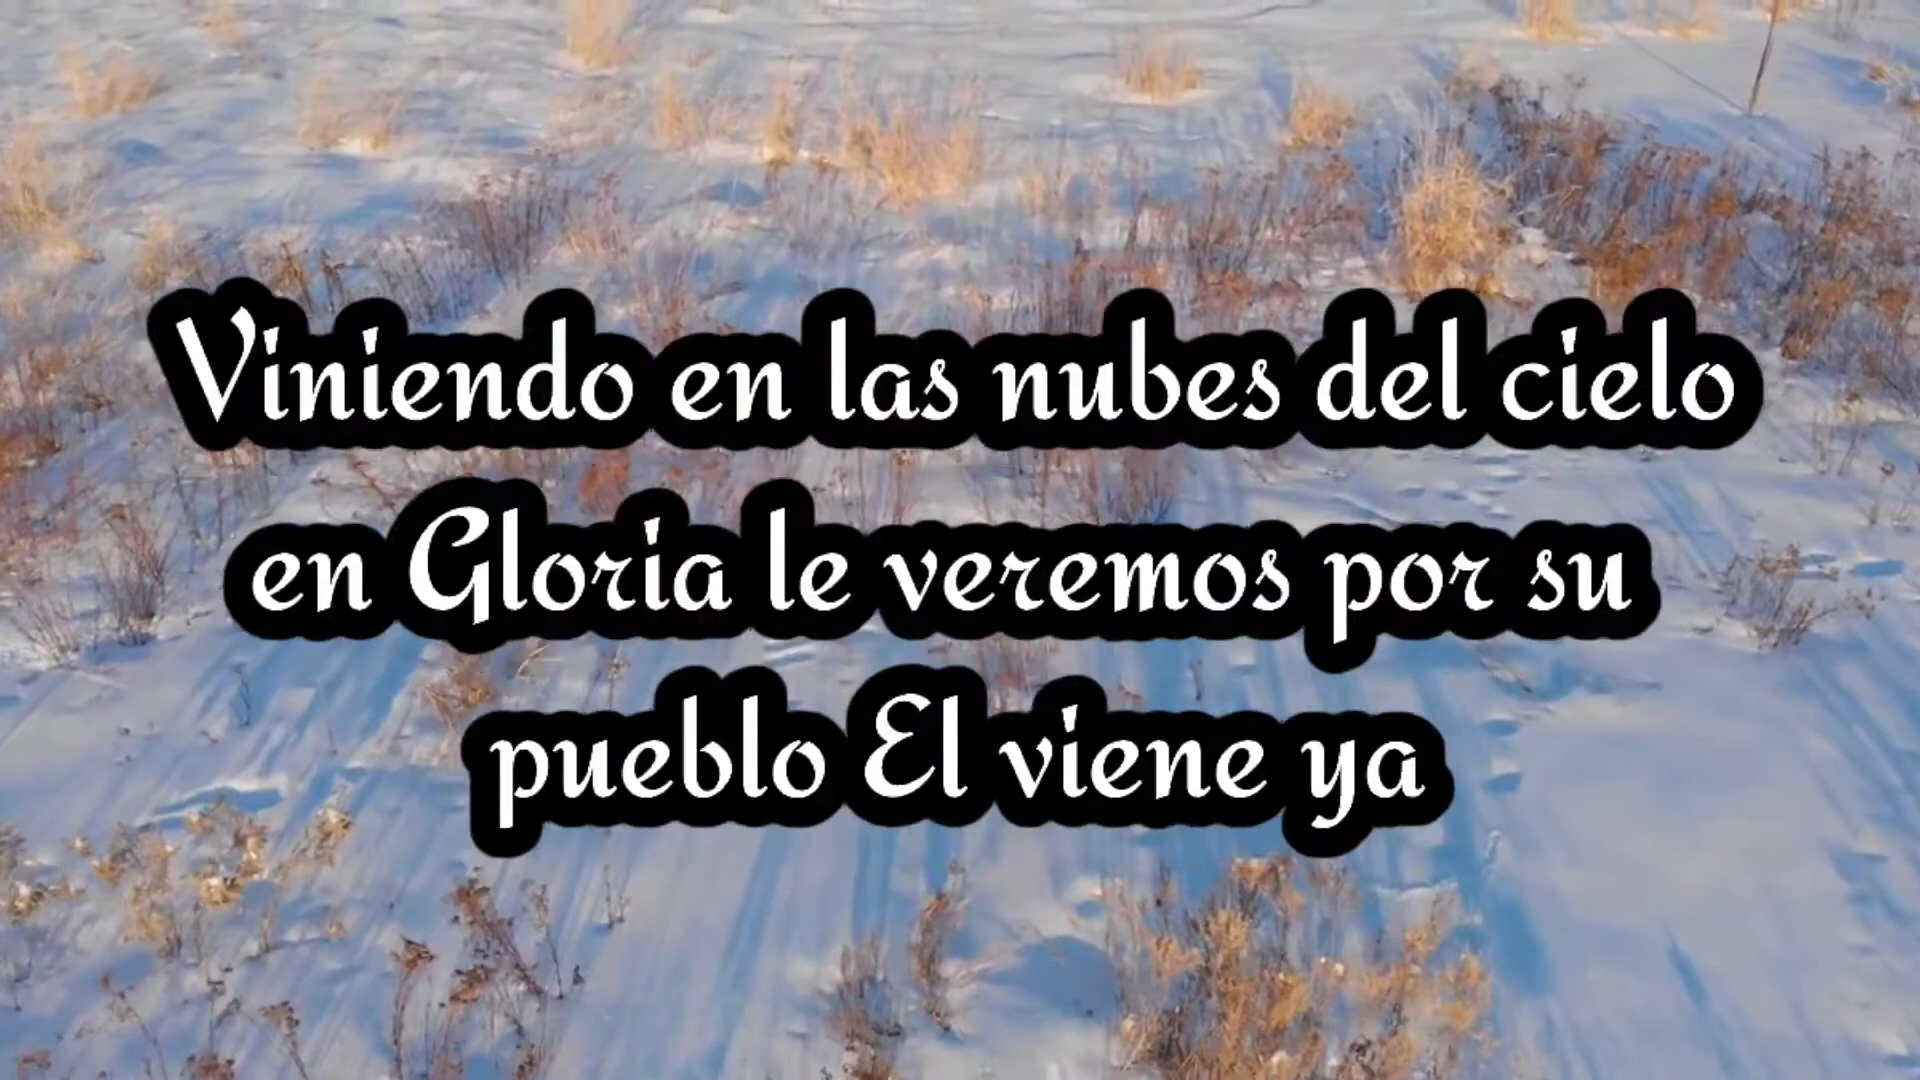 Viniendo en las nubes del cielo
en Gloria le veremos por su
pueblo El viene ya